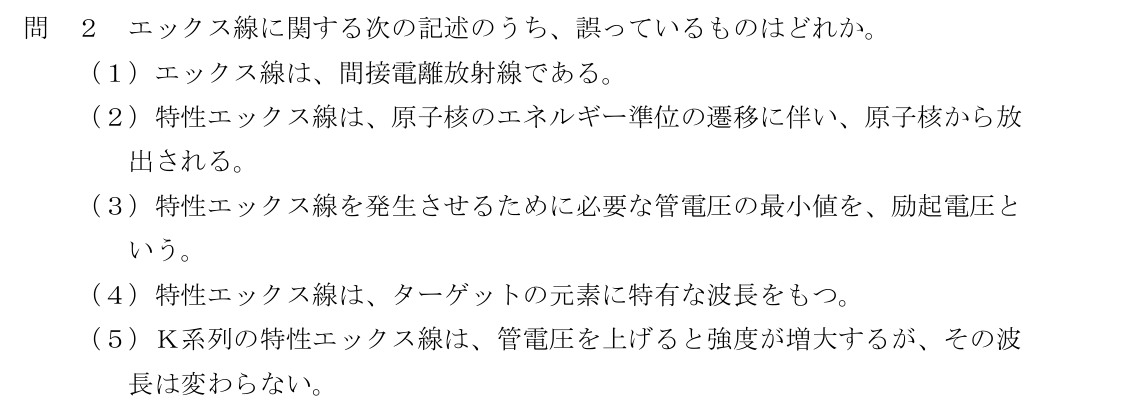 問　２　エックス線に関する次の記述のうち、誤っているものはどれか。
（１）エックス線は、間接電離放射線である。
（２）特性エックス線は、原子核のエネルギー準位の遷移に伴い、原子核から放
出される。
（３）特性エックス線を発生させるために必要な管電圧の最小値を、励起電圧と
いう。
（４）特性エックス線は、ターゲットの元素に特有な波長をもつ。
（５）Ｋ系列の特性エックス線は、管電圧を上げると強度が増大するが、その波
長は変わらない。